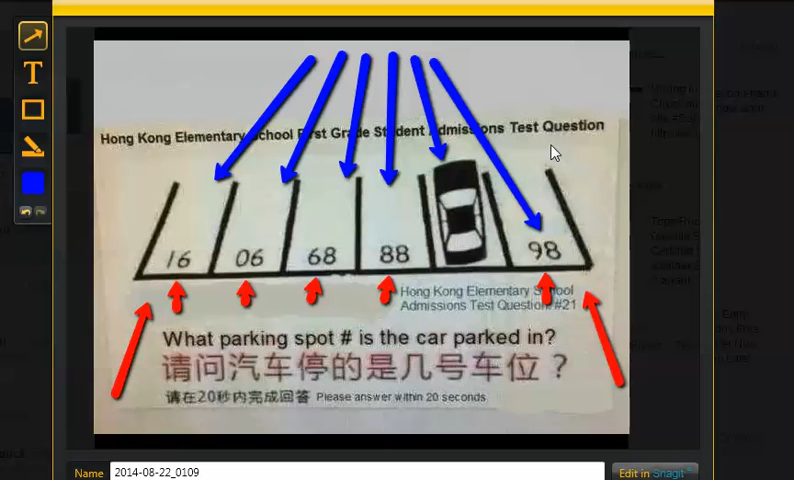 Hong Kong Elementary School First Grade Student Admissions Test Question
16 06 68 88 98
Hong Kong Elementary School
Admissions Test Question #21
What parking spot # is the car parked in?
请问汽车停的是几号车位？
请在20秒内完成回答 Please answer within 20 seconds
Name 2014-08-22_0109 Edit in Snagit